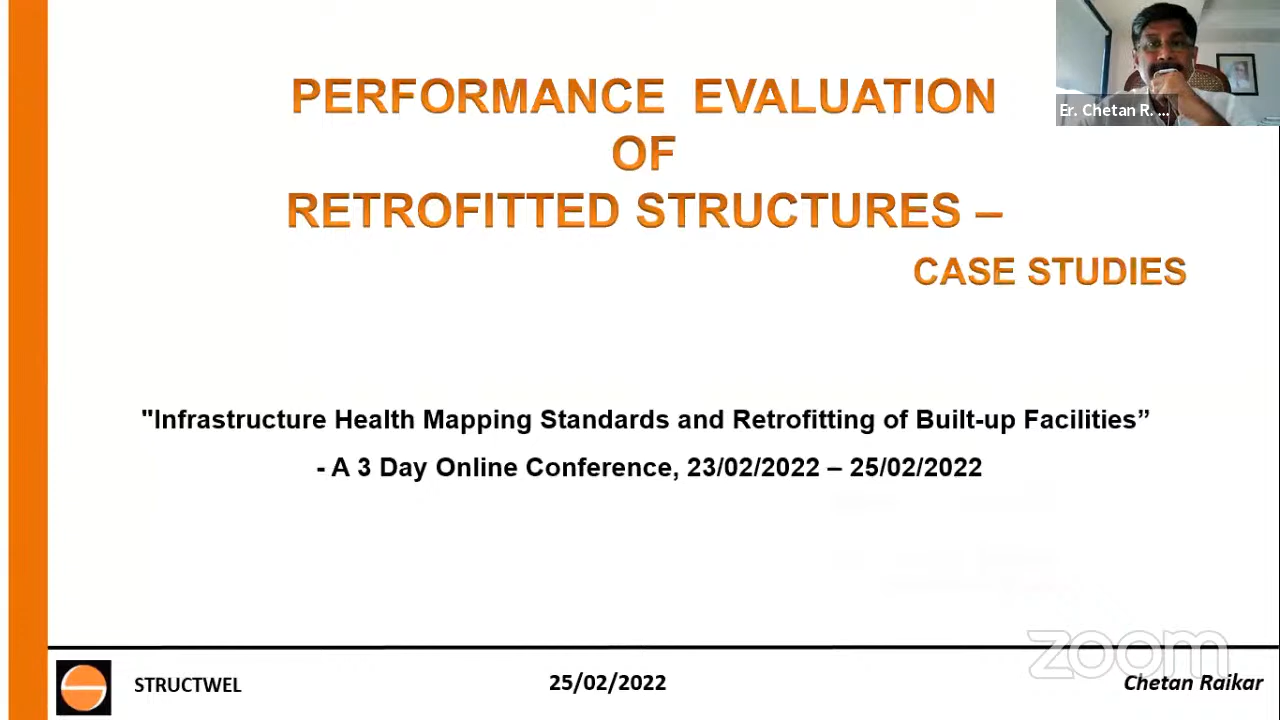 PERFORMANCE EVALUATION
OF
RETROFITTED STRUCTURES –
CASE STUDIES
Er. Chetan R. ...
"Infrastructure Health Mapping Standards and Retrofitting of Built-up Facilities”
- A 3 Day Online Conference, 23/02/2022 – 25/02/2022
zoom
STRUCTWEL
25/02/2022
Chetan Raikar